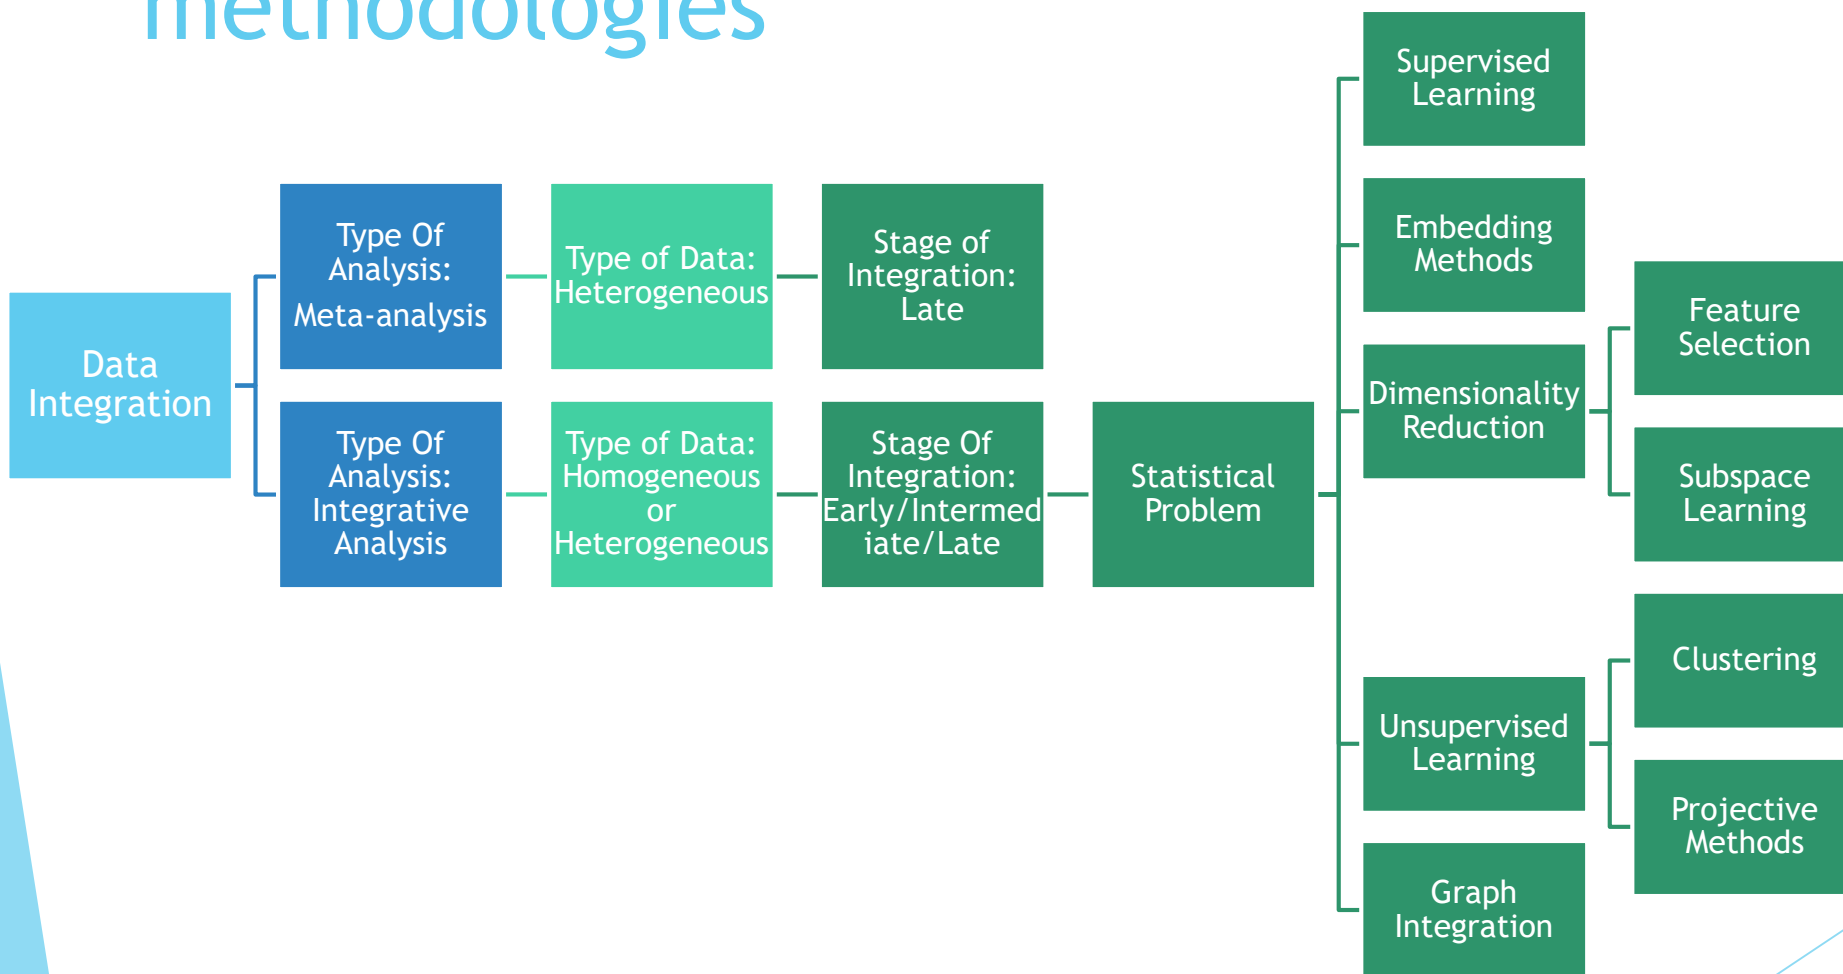 methodologies
Data
Integration
Type Of
Analysis:
Meta-analysis
Type of Data:
Heterogeneous
Stage of
Integration:
Late
Type Of
Analysis:
Integrative
Analysis
Type of Data:
Homogeneous
or
Heterogeneous
Stage Of
Integration:
Early/Intermed
iate/Late
Statistical
Problem
Supervised
Learning
Embedding
Methods
Dimensionality
Reduction
Feature
Selection
Subspace
Learning
Unsupervised
Learning
Clustering
Projective
Methods
Graph
Integration